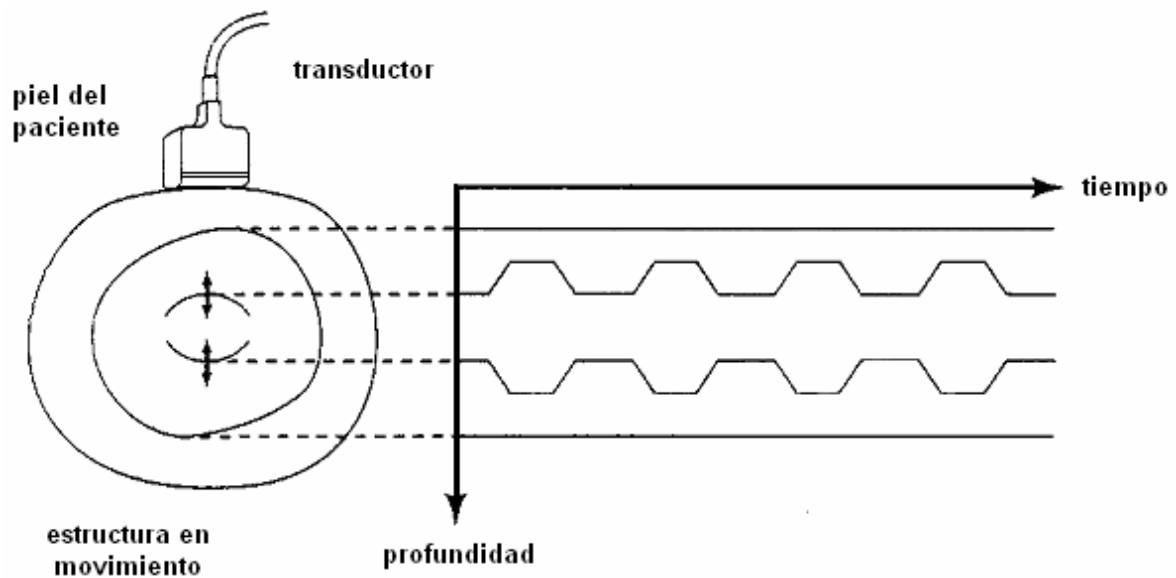 transductor
piel del
paciente
tiempo
estructura en
movimiento
profundidad